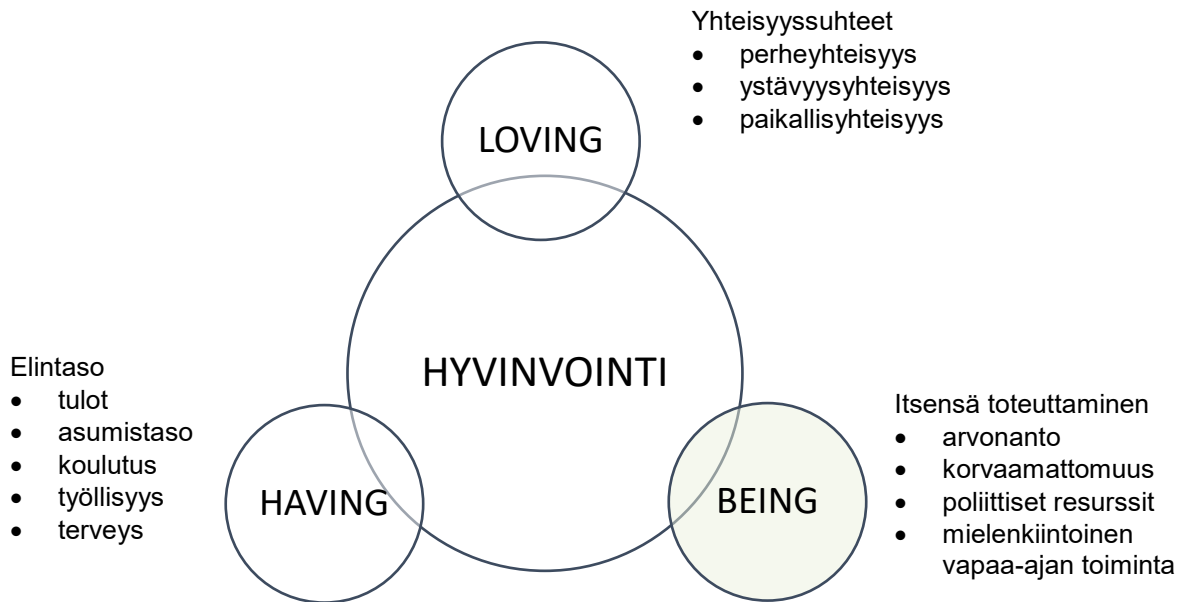 Yhteisyyssuhteet
• perheyhteisyys
• ystävyysyhteisyys
• paikallisyhteisyys
LOVING
HYVINVOINTI
Elintaso
• tulot
• asumistaso
• koulutus
• työllisyys
• terveys
HAVING
BEING
Itsensä toteuttaminen
• arvonanto
• korvaamattomuus
• poliittiset resurssit
• mielenkiintoinen
vapaa-ajan toiminta